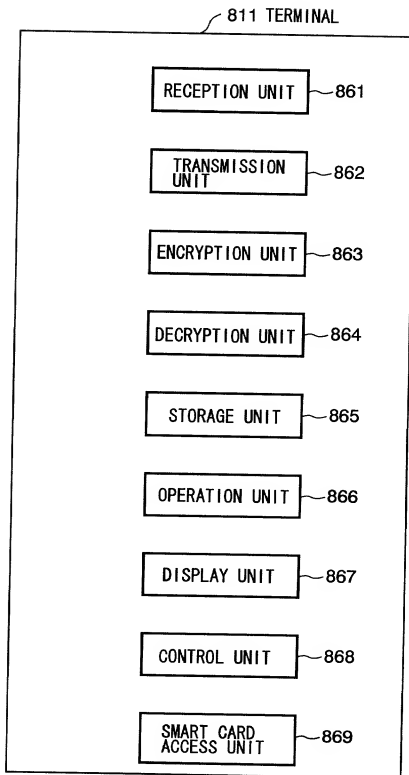 811 TERMINAL
RECEPTION UNIT 861
TRANSMISSION
UNIT 862
ENCRYPTION UNIT 863
DECRYPTION UNIT 864
STORAGE UNIT 865
OPERATION UNIT 866
DISPLAY UNIT 867
CONTROL UNIT 868
SMART CARD
ACCESS UNIT 869